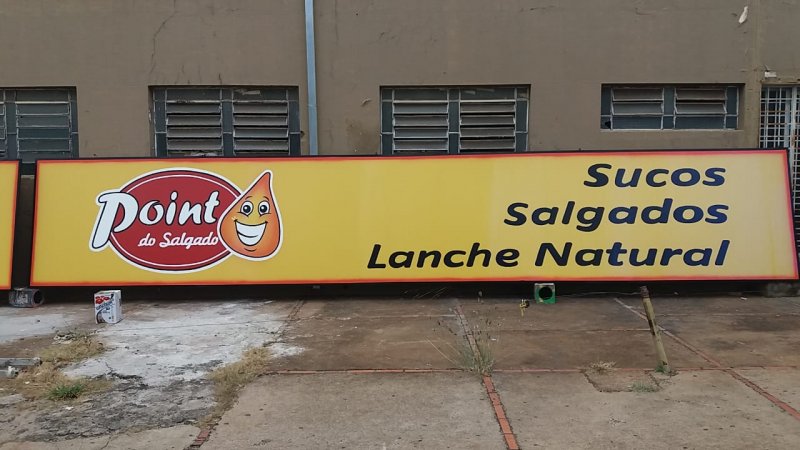 Point
do Salgado
Sucos
Salgados
Lanche Natural